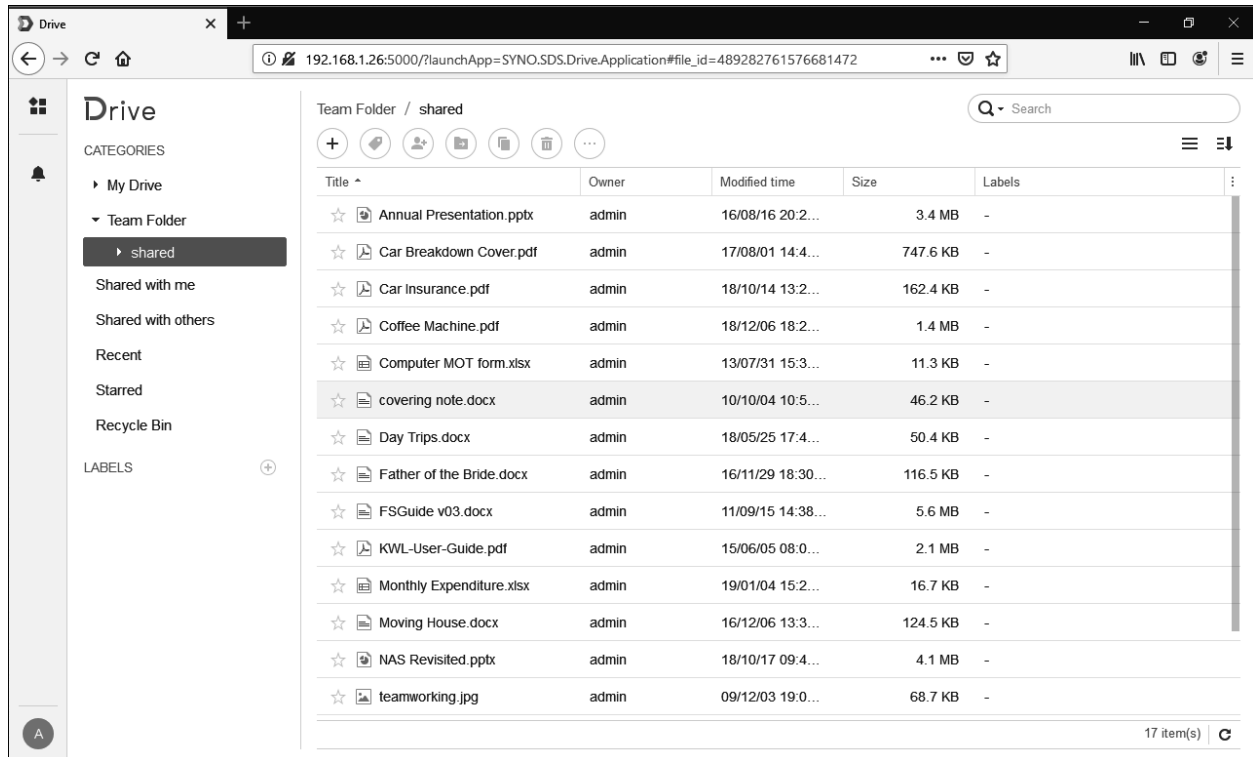 Drive
192.168.1.26:5000/?launchApp=SYNO.SDS.Drive.Application#file_id=489282761576681472
Drive
CATEGORIES
My Drive
Team Folder
shared
Shared with me
Shared with others
Recent
Starred
Recycle Bin
LABELS
Team Folder / shared
Search
Title Owner Modified time Size Labels
Annual Presentation.pptx admin 16/08/16 20:2... 3.4 MB -
Car Breakdown Cover.pdf admin 17/08/01 14:4... 747.6 KB -
Car Insurance.pdf admin 18/10/14 13:2... 162.4 KB -
Coffee Machine.pdf admin 18/12/06 18:2... 1.4 MB -
Computer MOT form.xlsx admin 13/07/31 15:3... 11.3 KB -
covering note.docx admin 10/10/04 10:5... 46.2 KB -
Day Trips.docx admin 18/05/25 17:4... 50.4 KB -
Father of the Bride.docx admin 16/11/29 18:30... 116.5 KB -
FSGuide v03.docx admin 11/09/15 14:38... 5.6 MB -
KWL-User-Guide.pdf admin 15/06/05 08:0... 2.1 MB -
Monthly Expenditure.xlsx admin 19/01/04 15:2... 16.7 KB -
Moving House.docx admin 16/12/06 13:3... 124.5 KB -
NAS Revisited.pptx admin 18/10/17 09:4... 4.1 MB -
teamworking.jpg admin 09/12/03 19:0... 68.7 KB -
17 item(s)
A